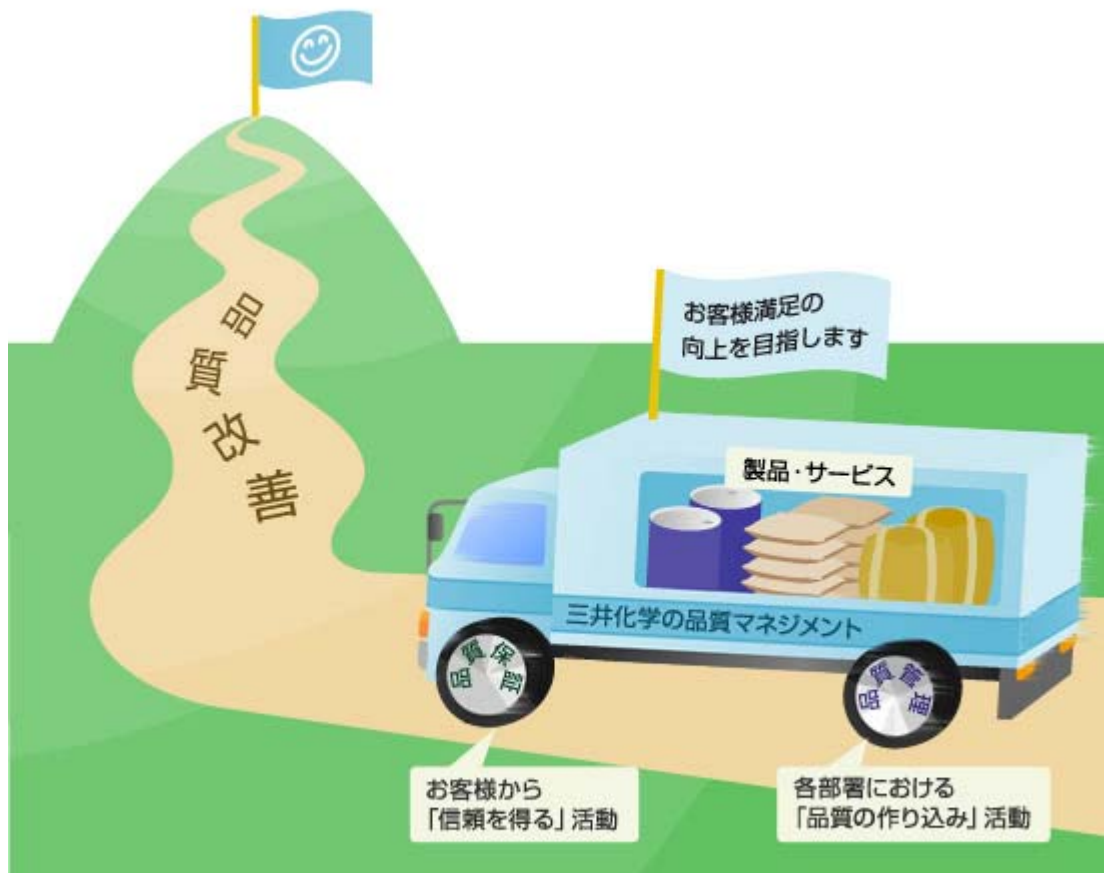 品質改善
お客様満足の
向上を目指します
製品・サービス
三井化学の品質マネジメント
品質保証
品質管理
お客様から
「信頼を得る」活動
各部署における
「品質の作り込み」活動